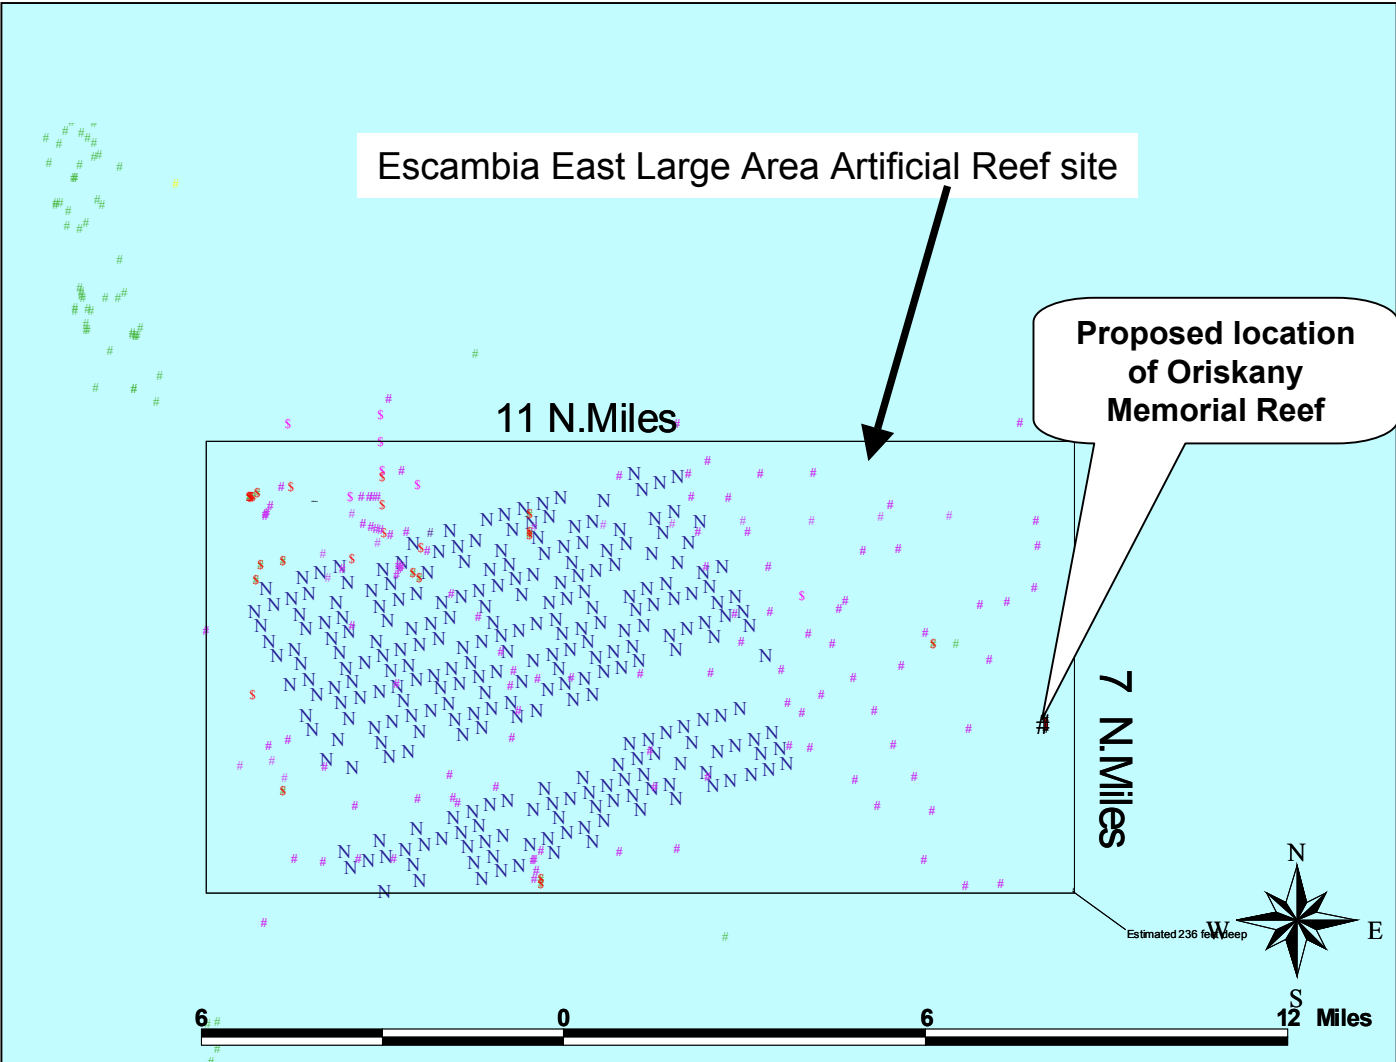 Escambia East Large Area Artificial Reef site
Proposed location
of Oriskany
Memorial Reef
11 N.Miles
7 N.Miles
Estimated 236 feet deep
N
W
E
S
6
0
6
12
Miles